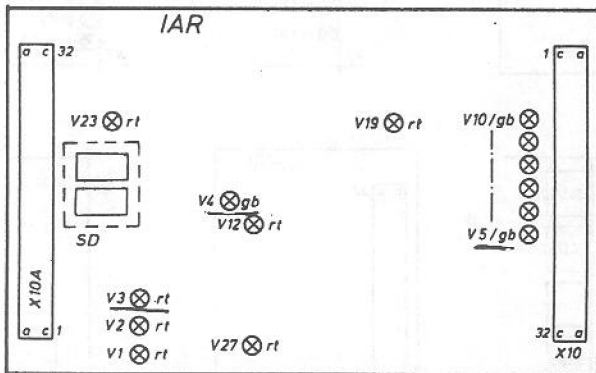 IAR
a c 32
1 c a
V23 rt
V19 rt
V10/gb
V4 gb
V12 rt
V5/gb
SD
X10A
V3 rt
V2 rt
V1 rt
V27 rt
a c 1
32 c a
X10